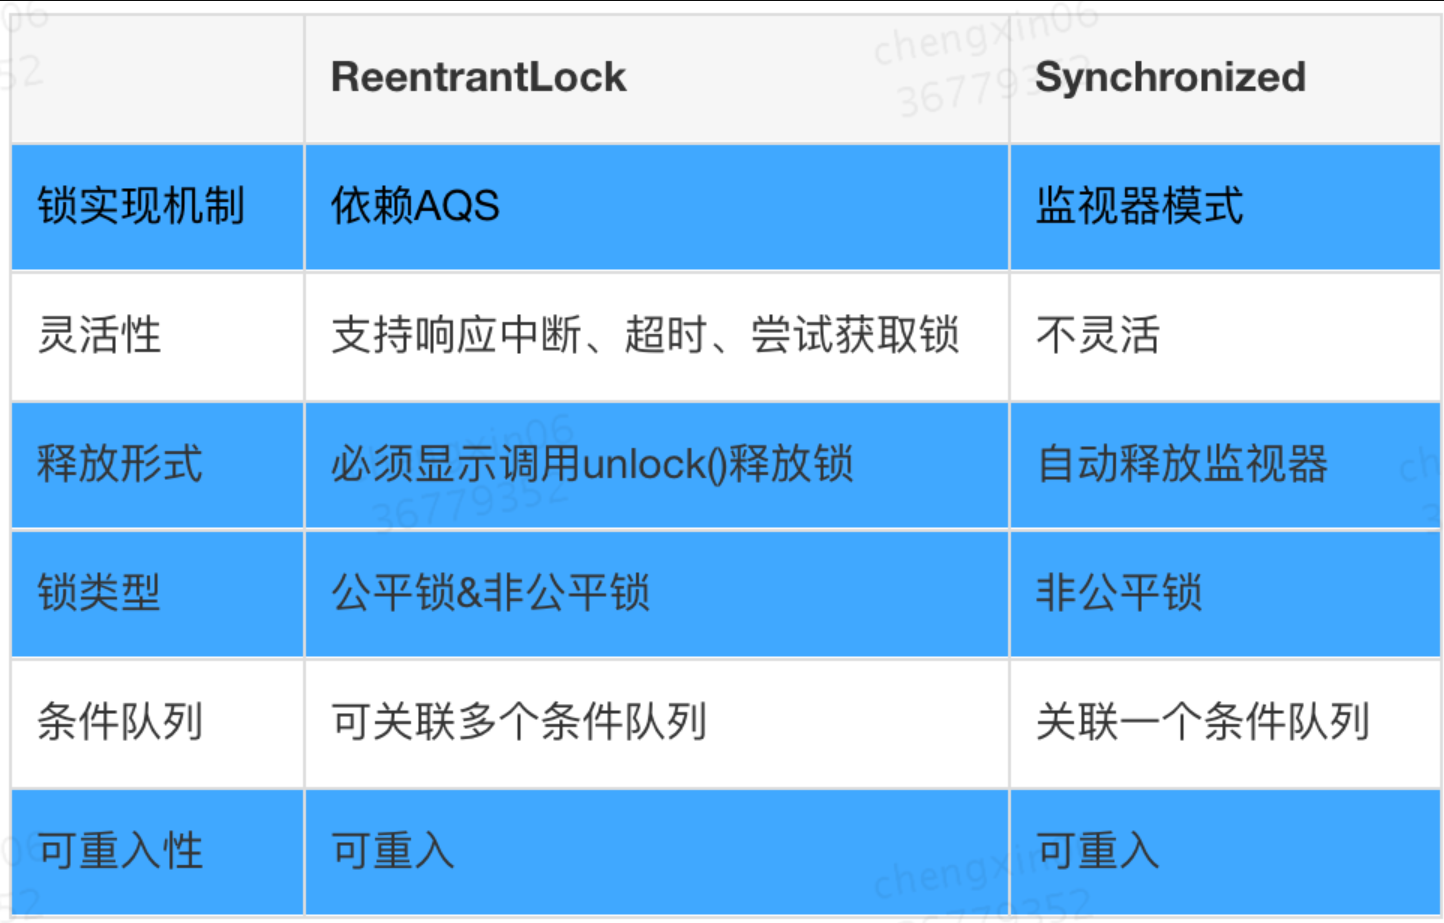 ReentrantLock Synchronized
锁实现机制 依赖AQS 监视器模式
灵活性 支持响应中断、超时、尝试获取锁 不灵活
释放形式 必须显示调用unlock()释放锁 自动释放监视器
锁类型 公平锁&非公平锁 非公平锁
条件队列 可关联多个条件队列 关联一个条件队列
可重入性 可重入 可重入
chengxin06
36779352
chengxin06
36779352
chengxin06
36779352